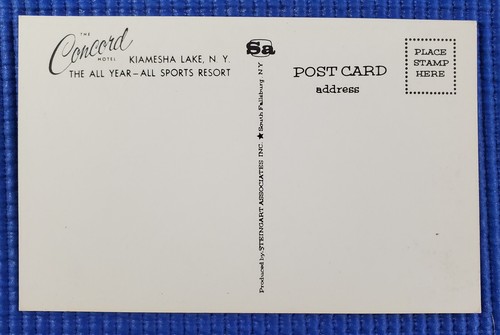 THE
Concord
HOTEL
KIAMESHA LAKE, N. Y.
THE ALL YEAR—ALL SPORTS RESORT
Sa
POST CARD
address
PLACE
STAMP
HERE
Produced by: STEINGART ASSOCIATES INC. ★ South Fallsburg, N.Y.